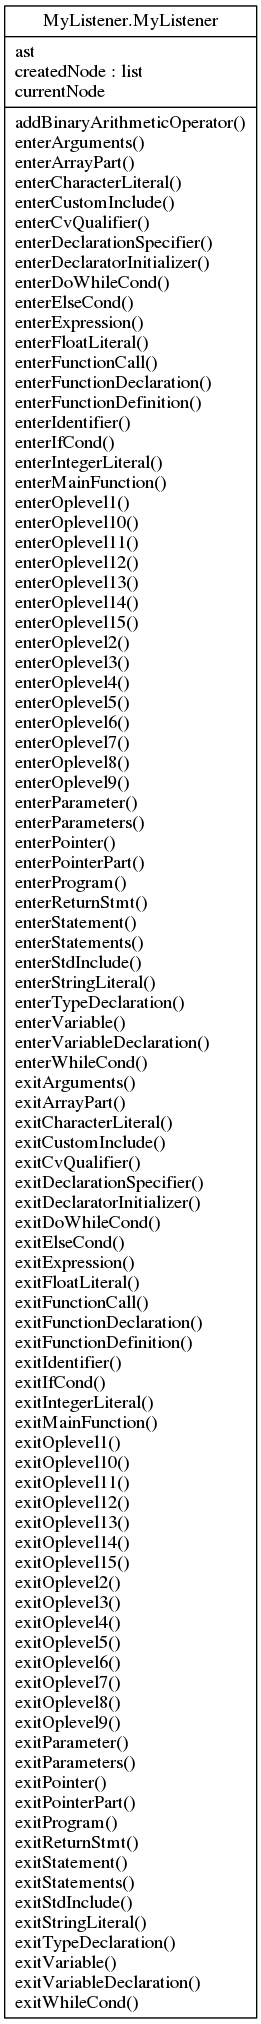 MyListener.MyListener
ast
createdNode : list
currentNode
addBinaryArithmeticOperator()
enterArguments()
enterArrayPart()
enterCharacterLiteral()
enterCustomInclude()
enterCvQualifier()
enterDeclarationSpecifier()
enterDeclaratorInitializer()
enterDoWhileCond()
enterElseCond()
enterExpression()
enterFloatLiteral()
enterFunctionCall()
enterFunctionDeclaration()
enterFunctionDefinition()
enterIdentifier()
enterIfCond()
enterIntegerLiteral()
enterMainFunction()
enterOplevel1()
enterOplevel10()
enterOplevel11()
enterOplevel12()
enterOplevel13()
enterOplevel14()
enterOplevel15()
enterOplevel2()
enterOplevel3()
enterOplevel4()
enterOplevel5()
enterOplevel6()
enterOplevel7()
enterOplevel8()
enterOplevel9()
enterParameter()
enterParameters()
enterPointer()
enterPointerPart()
enterProgram()
enterReturnStmt()
enterStatement()
enterStatements()
enterStdInclude()
enterStringLiteral()
enterTypeDeclaration()
enterVariable()
enterVariableDeclaration()
enterWhileCond()
exitArguments()
exitArrayPart()
exitCharacterLiteral()
exitCustomInclude()
exitCvQualifier()
exitDeclarationSpecifier()
exitDeclaratorInitializer()
exitDoWhileCond()
exitElseCond()
exitExpression()
exitFloatLiteral()
exitFunctionCall()
exitFunctionDeclaration()
exitFunctionDefinition()
exitIdentifier()
exitIfCond()
exitIntegerLiteral()
exitMainFunction()
exitOplevel1()
exitOplevel10()
exitOplevel11()
exitOplevel12()
exitOplevel13()
exitOplevel14()
exitOplevel15()
exitOplevel2()
exitOplevel3()
exitOplevel4()
exitOplevel5()
exitOplevel6()
exitOplevel7()
exitOplevel8()
exitOplevel9()
exitParameter()
exitParameters()
exitPointer()
exitPointerPart()
exitProgram()
exitReturnStmt()
exitStatement()
exitStatements()
exitStdInclude()
exitStringLiteral()
exitTypeDeclaration()
exitVariable()
exitVariableDeclaration()
exitWhileCond()